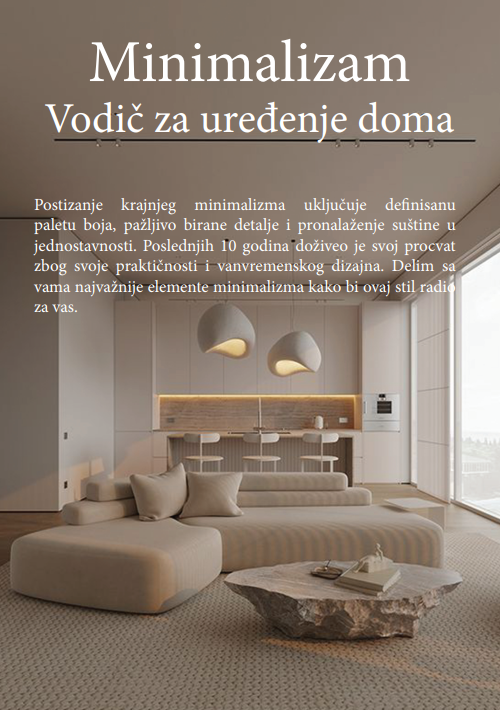 Minimalizam
Vodič za uređenje doma
Postizanje krajnjeg minimalizma uključuje definisanu
paletu boja, pažljivo birane detalje i pronalaženje suštine u
jednostavnosti. Poslednjih 10 godina doživeo je svoj procvat
zbog svoje praktičnosti i vanvremenskog dizajna. Delim sa
vama najvažnije elemente minimalizma kako bi ovaj stil radio
za vas.